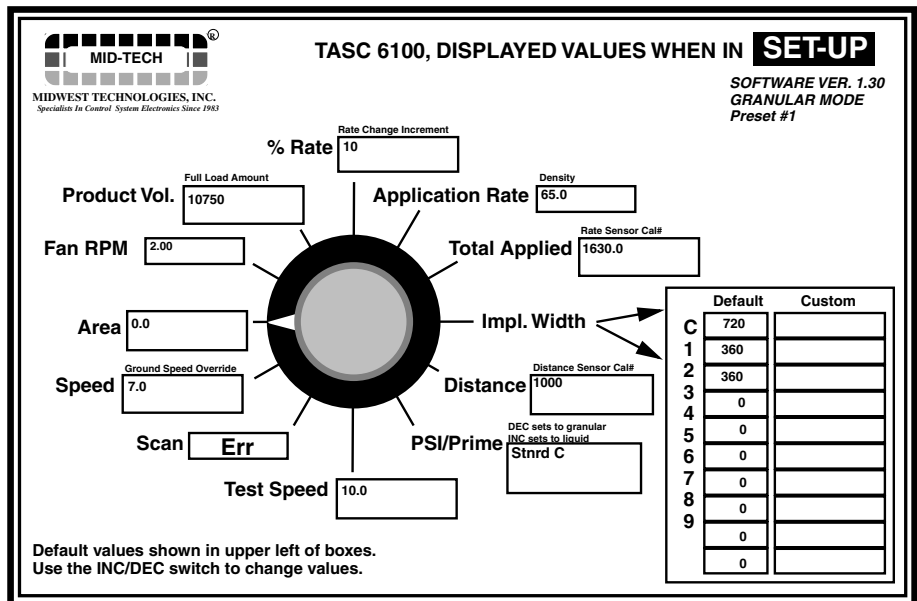 ®
MID-TECH
MIDWEST TECHNOLOGIES, INC.
Specialists In Control System Electronics Since 1983
TASC 6100, DISPLAYED VALUES WHEN IN SET-UP
SOFTWARE VER. 1.30
GRANULAR MODE
Preset #1
% Rate
Rate Change Increment
10
Product Vol.
Full Load Amount
10750
Application Rate
Density
65.0
Fan RPM
2.00
Total Applied
Rate Sensor Cal#
1630.0
Area
0.0
Impl. Width
Speed
Ground Speed Override
7.0
Distance
Distance Sensor Cal#
1000
Scan
Err
PSI/Prime
DEC sets to granular
INC sets to liquid
Stnrd C
Test Speed
10.0
Default Custom
C 720
1 360
2 360
3 0
4 0
5 0
6 0
7 0
8 0
9 0
Default values shown in upper left of boxes.
Use the INC/DEC switch to change values.